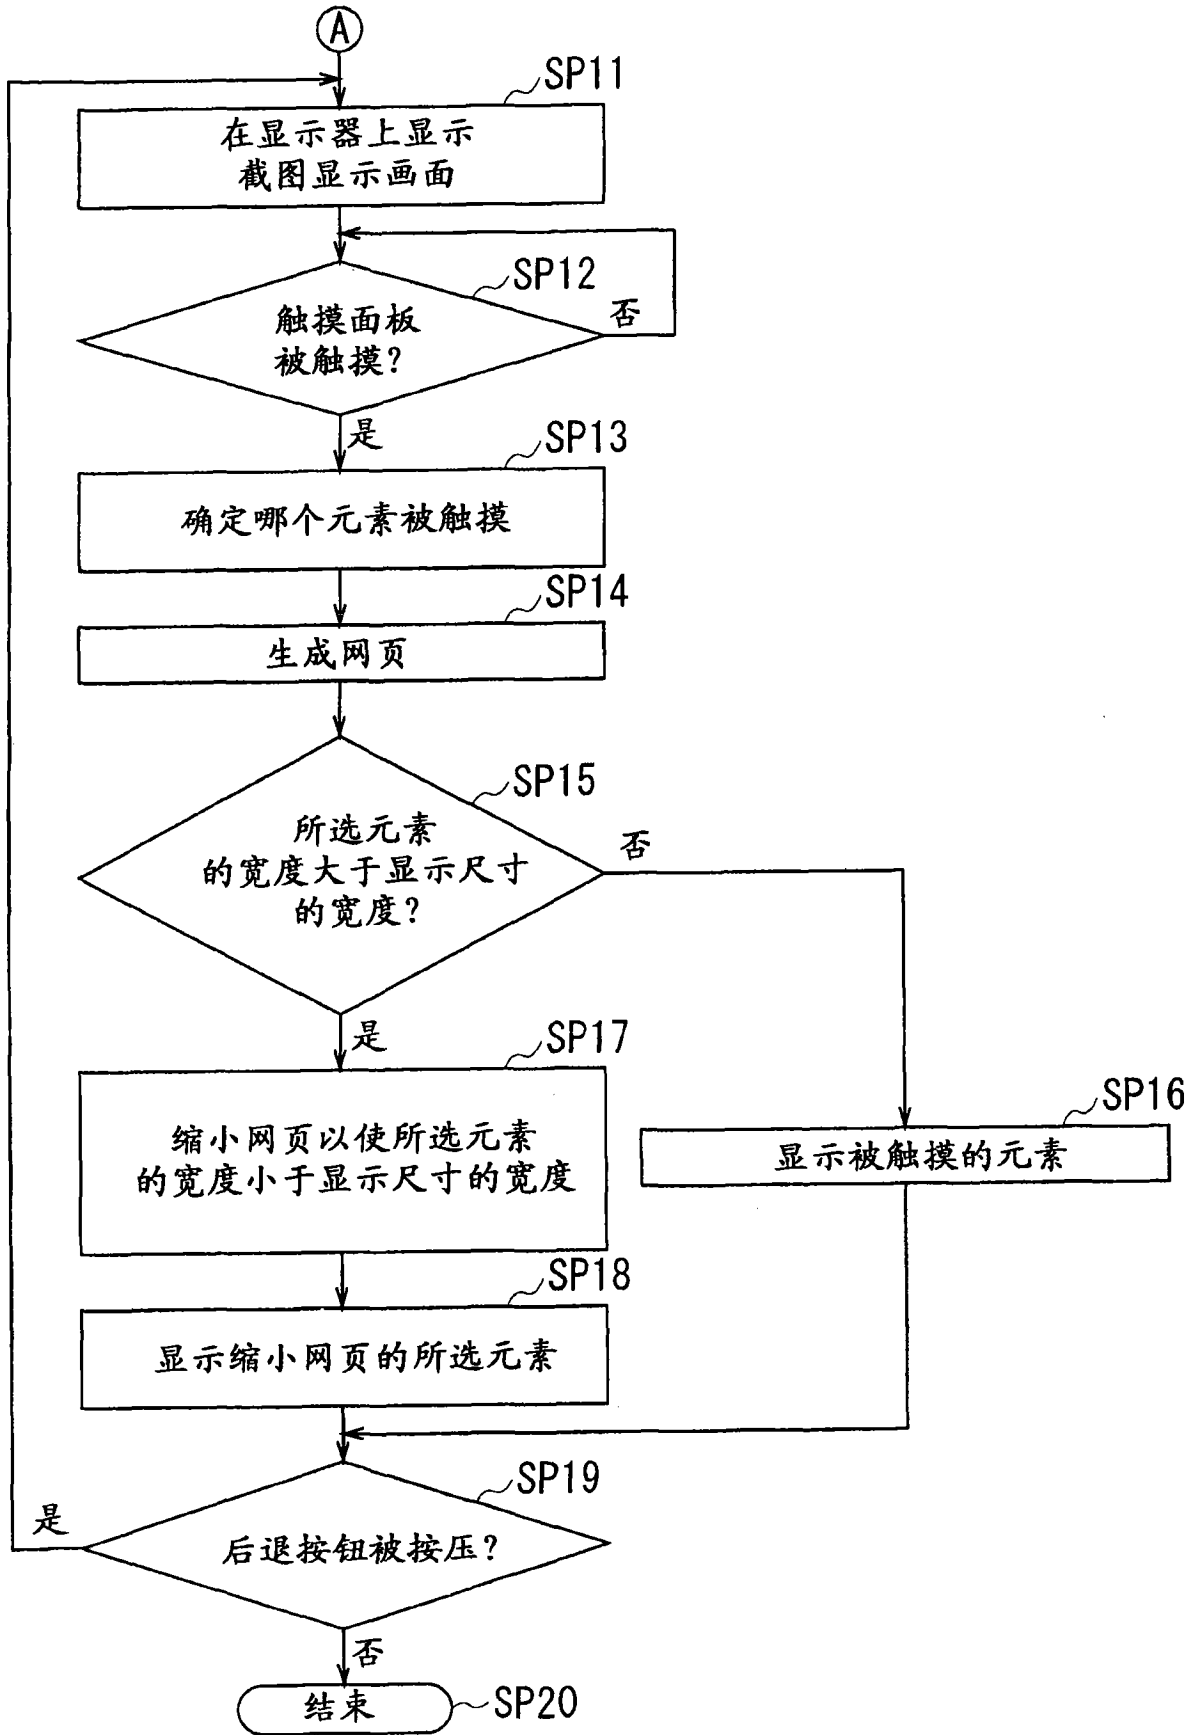 A
SP11
在显示器上显示
截图显示画面
SP12
触摸面板
被触摸?
否
是
SP13
确定哪个元素被触摸
SP14
生成网页
SP15
所选元素
的宽度大于显示尺寸
的宽度?
否
是
SP17
缩小网页以使所选元素
的宽度小于显示尺寸的宽度
SP16
显示被触摸的元素
SP18
显示缩小网页的所选元素
SP19
后退按钮被按压?
是
否
结束
SP20